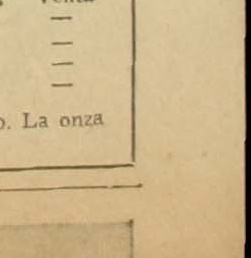 Venta
—
—
—
—
. La onza